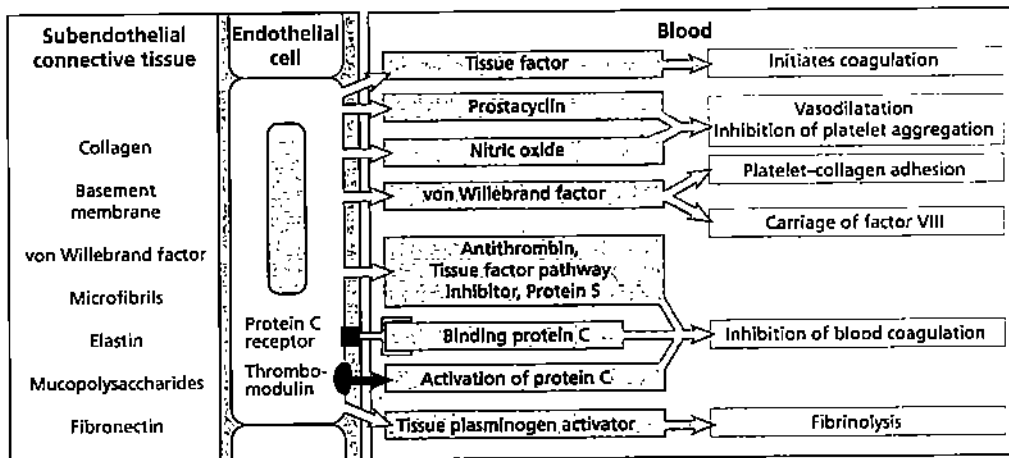 Subendothelial
connective tissue
Collagen
Basement
membrane
von Willebrand factor
Microfibrils
Elastin
Mucopolysaccharides
Fibronectin
Endothelial
cell
Protein C
receptor
Thrombo-
modulin
Blood
Tissue factor
Initiates coagulation
Prostacyclin
Nitric oxide
Vasodilatation
Inhibition of platelet aggregation
von Willebrand factor
Platelet–collagen adhesion
Carriage of factor VIII
Antithrombin,
Tissue factor pathway
Inhibitor, Protein S
Binding protein C
Activation of protein C
Inhibition of blood coagulation
Tissue plasminogen activator
Fibrinolysis